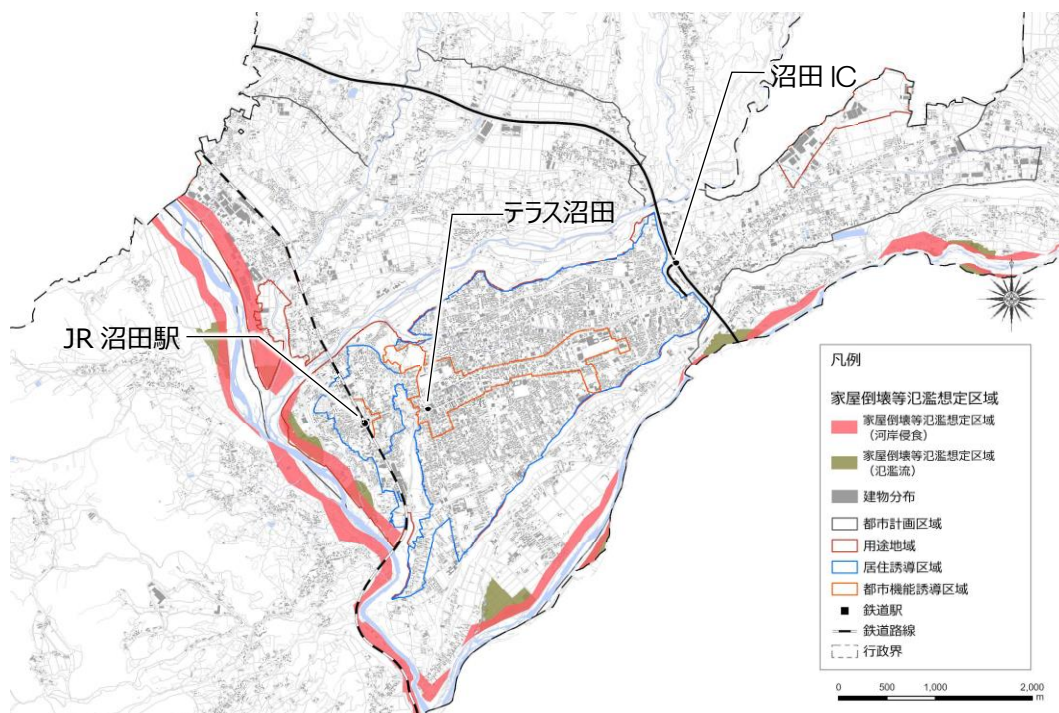 沼田 IC
テラス沼田
JR 沼田駅
凡例
家屋倒壊等氾濫想定区域
家屋倒壊等氾濫想定区域
（河岸侵食）
家屋倒壊等氾濫想定区域
（氾濫流）
建物分布
都市計画区域
用途地域
居住誘導区域
都市機能誘導区域
鉄道駅
鉄道路線
行政界
0 500 1,000 2,000
m